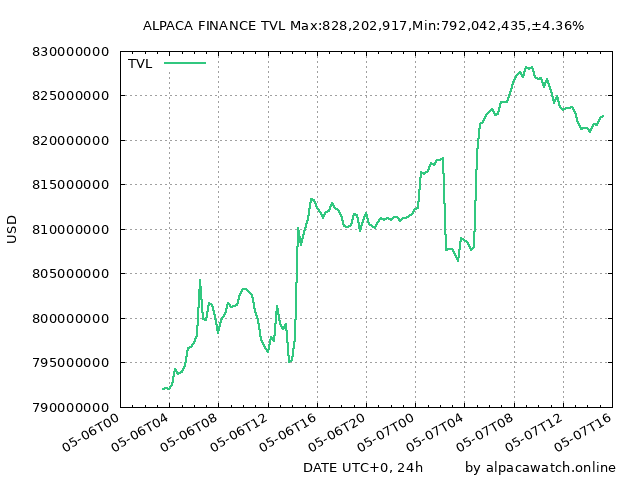 ALPACA FINANCE TVL Max:828,202,917,Min:792,042,435,±4.36%
830000000
TVL
825000000
820000000
815000000
810000000
USD
805000000
800000000
795000000
790000000
05-06T00
05-06T04
05-06T08
05-06T12
05-06T16
05-06T20
05-07T00
05-07T04
05-07T08
05-07T12
05-07T16
DATE UTC+0, 24h
by alpacawatch.online